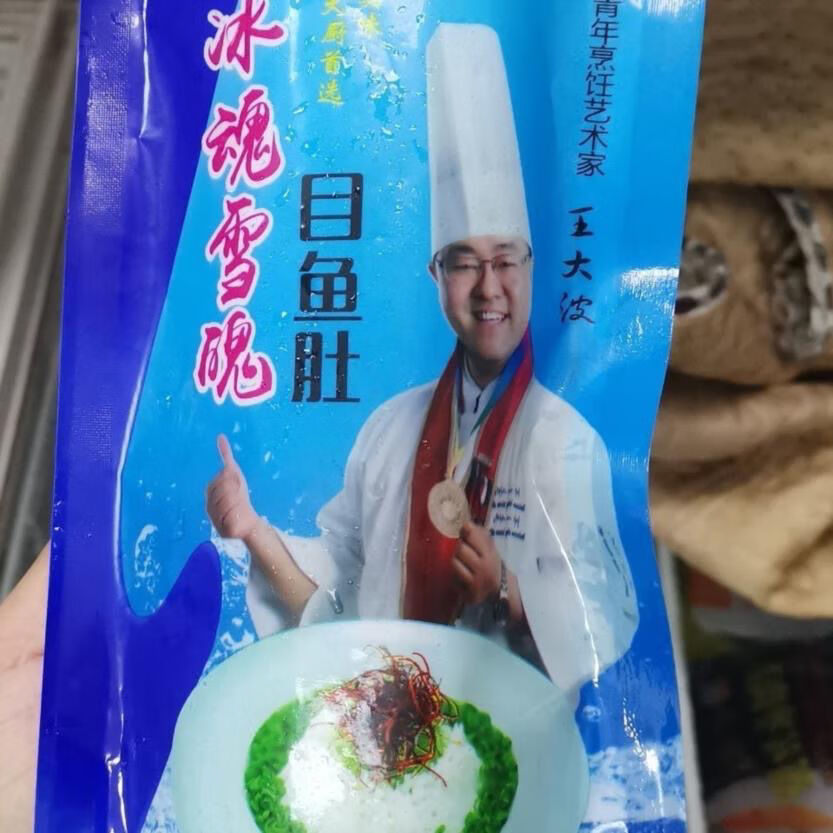 冰魂雪魄
大厨首选
目鱼肚
青年烹饪艺术家
王大波